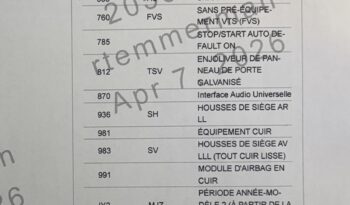 760 FVS SANS PRÉ-ÉQUIPE-
MENT VTS (FVS)
785 STOP/START AUTO DE-
FAULT ON
812 TSV ENJOLIVEUR DE PAN-
NEAU DE PORTE
GALVANISÉ
870 Interface Audio Universelle
936 SH HOUSSES DE SIÈGE AR
LL
981 ÉQUIPEMENT CUIR
983 SV HOUSSES DE SIÈGE AV
LLL (TOUT CUIR LISSE)
991 MODULE D'AIRBAG EN
CUIR
PÉRIODE ANNÉE-MO-
rtemmerman
Apr 7, 2026